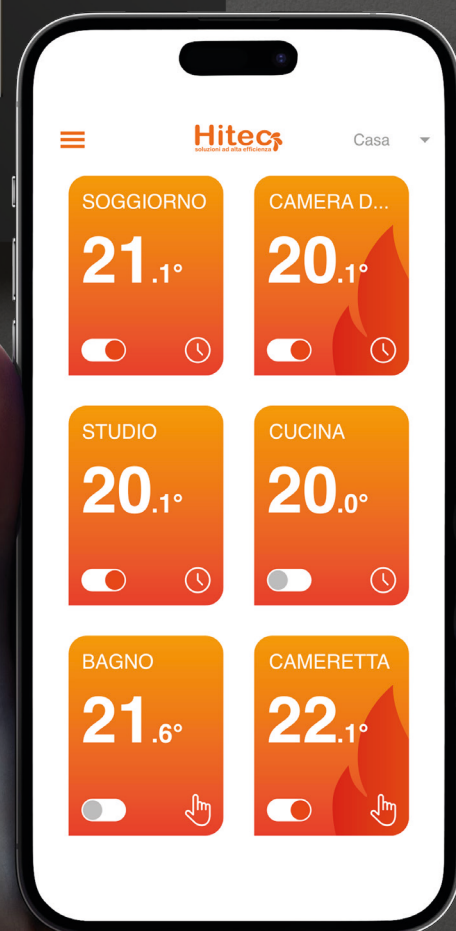 Hitec
soluzioni ad alta efficienza
Casa
SOGGIORNO
21.1°
CAMERA D...
20.1°
STUDIO
20.1°
CUCINA
20.0°
BAGNO
21.6°
CAMERETTA
22.1°